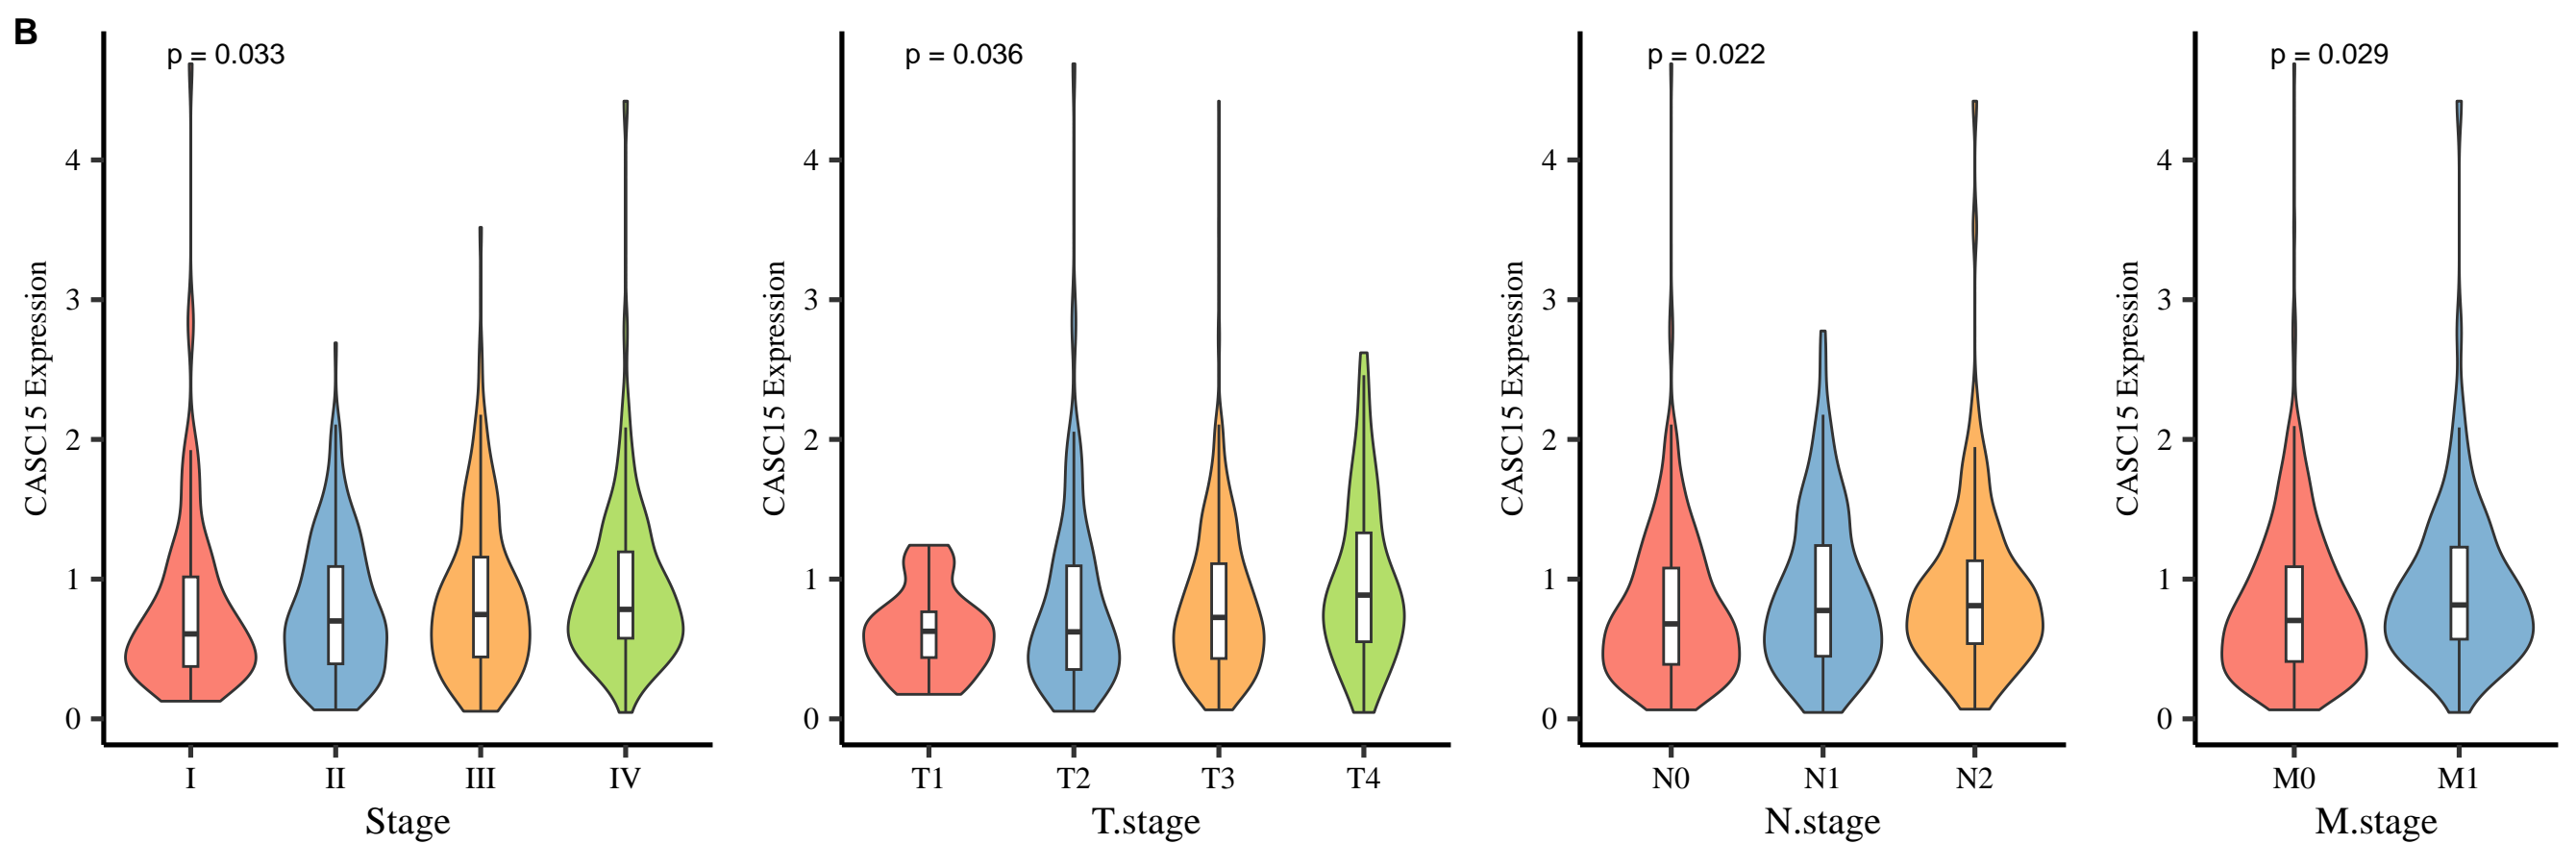 B
p = 0.033
CASC15 Expression
4
3
2
1
0
I II III IV
Stage
p = 0.036
CASC15 Expression
4
3
2
1
0
T1 T2 T3 T4
T.stage
p = 0.022
CASC15 Expression
4
3
2
1
0
N0 N1 N2
N.stage
p = 0.029
CASC15 Expression
4
3
2
1
0
M0 M1
M.stage